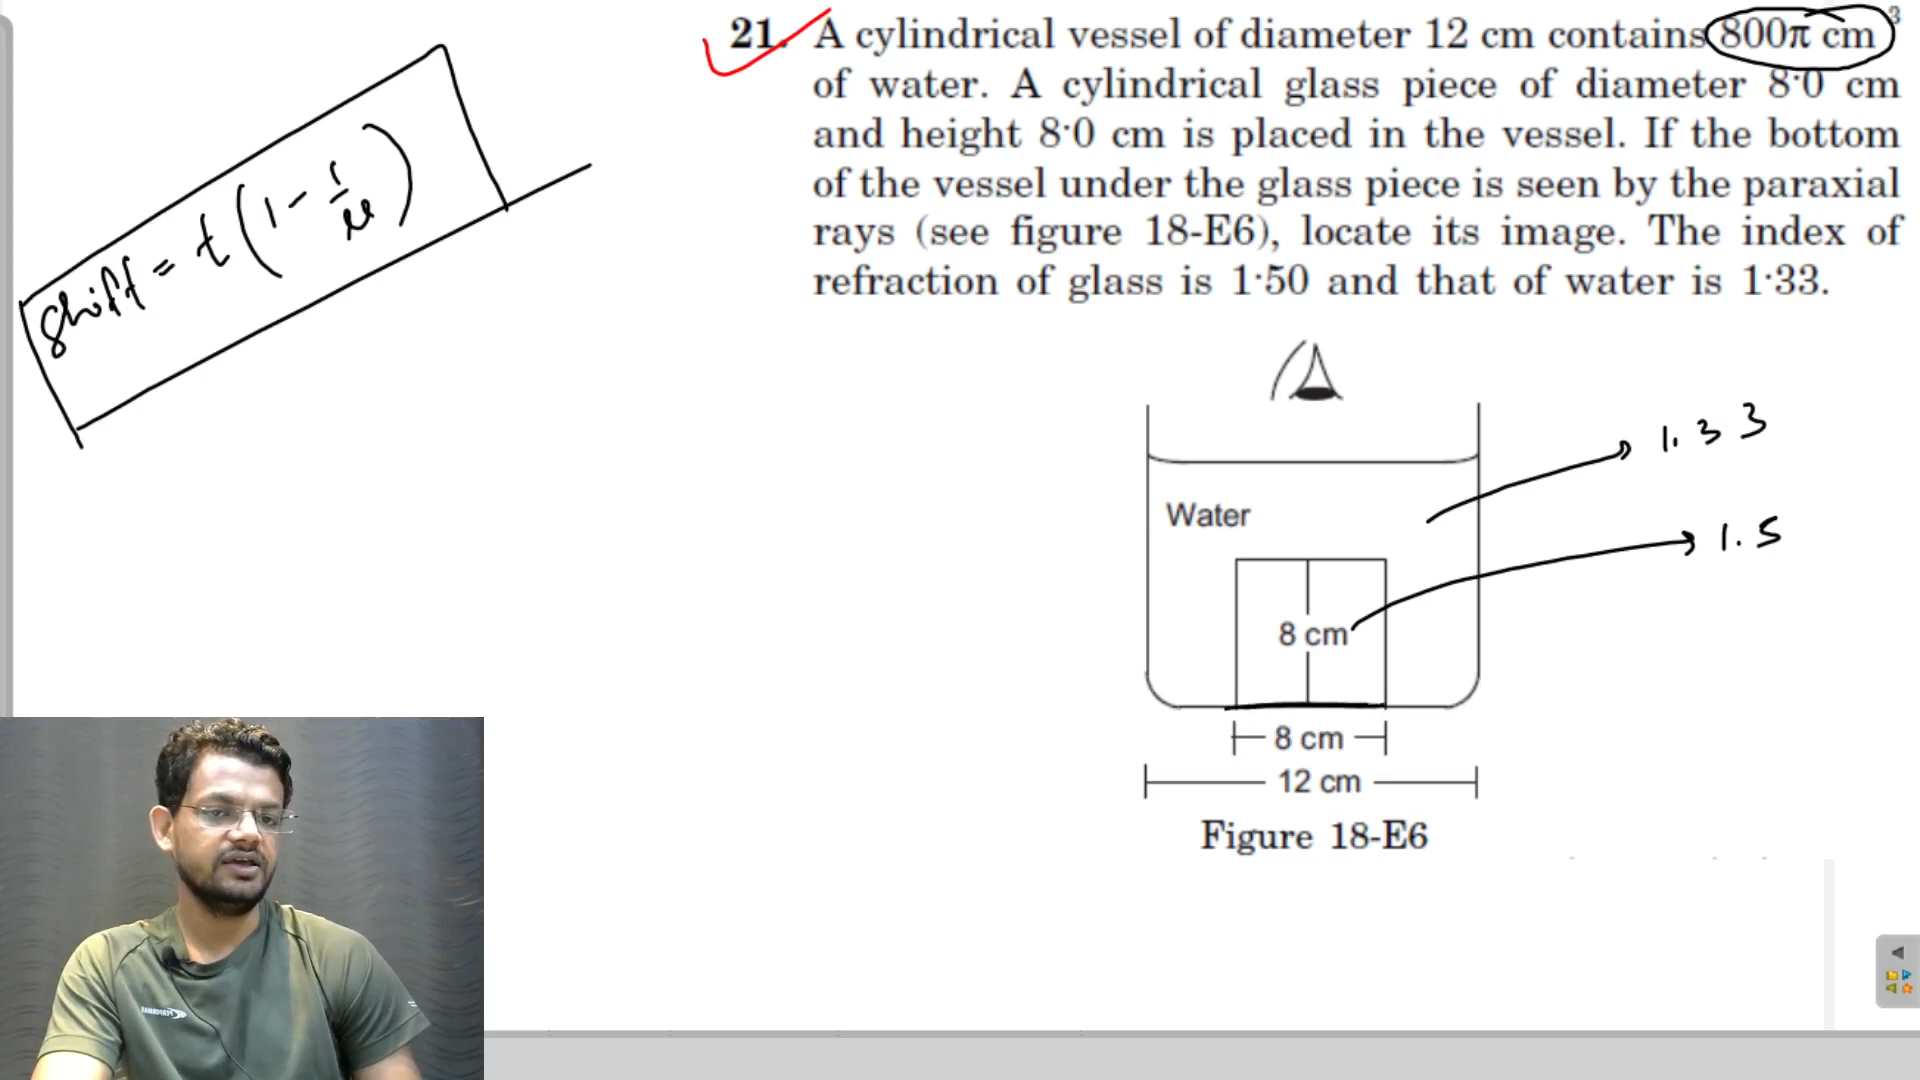 21. A cylindrical vessel of diameter 12 cm contains 800π cm³
of water. A cylindrical glass piece of diameter 8·0 cm
and height 8·0 cm is placed in the vessel. If the bottom
of the vessel under the glass piece is seen by the paraxial
rays (see figure 18-E6), locate its image. The index of
refraction of glass is 1·50 and that of water is 1·33.
shift = t(1 - 1/μ)
1.33
Water
1.5
8 cm
8 cm
12 cm
Figure 18-E6